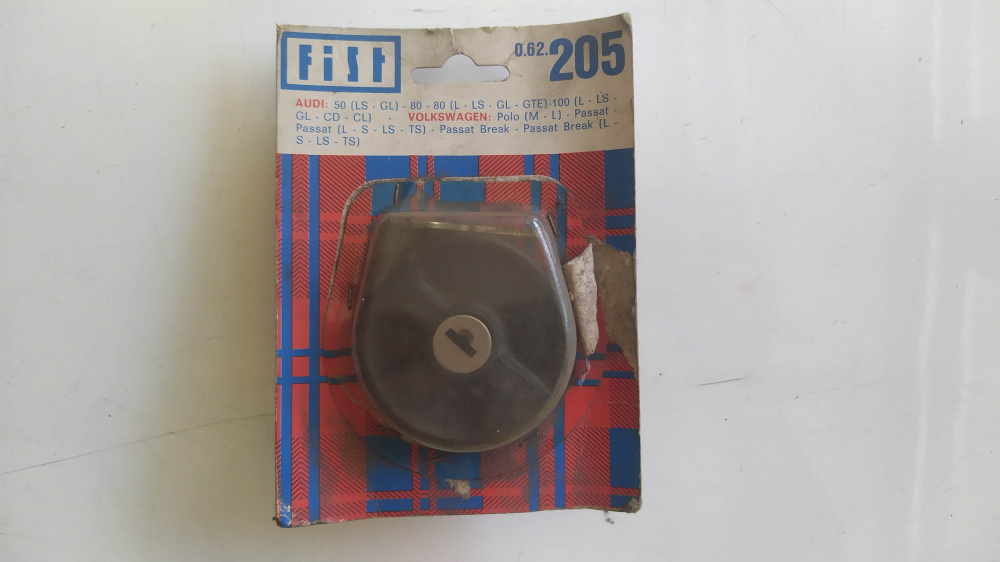 FiSt
0.62.205
AUDI: 50 (LS - GL) - 80 - 80 (L - LS - GL - GTE)-100 (L - LS -
GL - CD - CL) - VOLKSWAGEN: Polo (M - L) - Passat -
Passat (L - S - LS - TS) - Passat Break - Passat Break (L -
S - LS - TS)